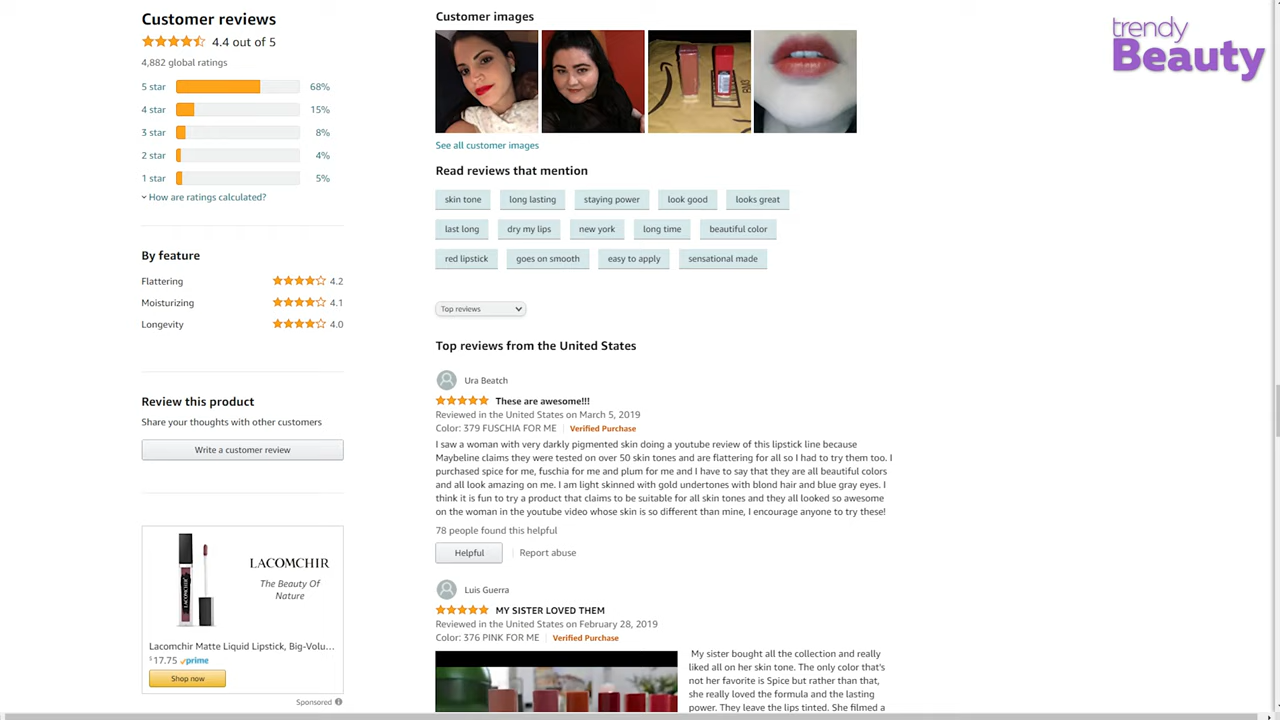 Customer reviews
4.4 out of 5
4,882 global ratings
5 star 68%
4 star 15%
3 star 8%
2 star 4%
1 star 5%
How are ratings calculated?
By feature
Flattering 4.2
Moisturizing 4.1
Longevity 4.0
Review this product
Share your thoughts with other customers
Write a customer review
LACOMCHIR
The Beauty Of
Nature
Lacomchir Matte Liquid Lipstick, Big-Volu...
$17.75 prime
Shop now
Sponsored
Customer images
See all customer images
Read reviews that mention
skin tone long lasting staying power look good looks great
last long dry my lips new york long time beautiful color
red lipstick goes on smooth easy to apply sensational made
Top reviews
Top reviews from the United States
Ura Beatch
These are awesome!!!
Reviewed in the United States on March 5, 2019
Color: 379 FUSCHIA FOR ME | Verified Purchase
I saw a woman with very darkly pigmented skin doing a youtube review of this lipstick line because
Maybeline claims they were tested on over 50 skin tones and are flattering for all so I had to try them too. I
purchased spice for me, fuschia for me and plum for me and I have to say that they are all beautiful colors
and all look amazing on me. I am light skinned with gold undertones with blond hair and blue gray eyes. I
think it is fun to try a product that claims to be suitable for all skin tones and they all looked so awesome
on the woman in the youtube video whose skin is so different than mine, I encourage anyone to try these!
78 people found this helpful
Helpful | Report abuse
Luis Guerra
MY SISTER LOVED THEM
Reviewed in the United States on February 28, 2019
Color: 376 PINK FOR ME | Verified Purchase
My sister bought all the collection and really
liked all on her skin tone. The only color that's
not her favorite is Spice but rather than that,
she really loved the formula and the lasting
power. They leave the lips tinted. She filmed a
trendy
Beauty